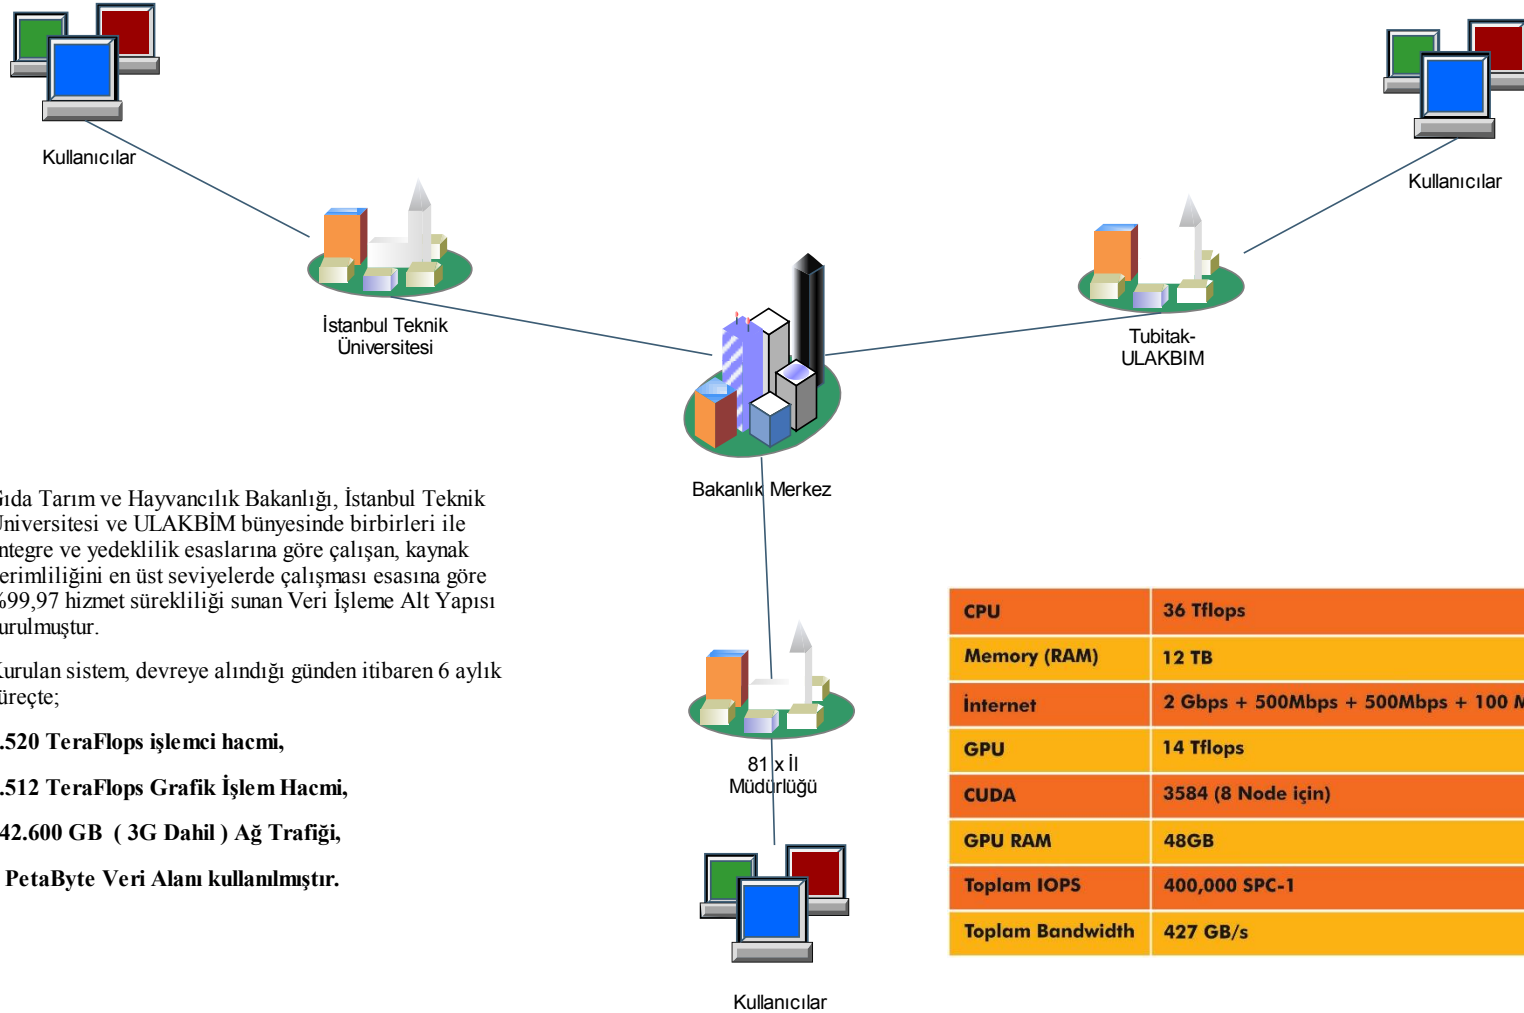 Kullanıcılar
Kullanıcılar
İstanbul Teknik
Üniversitesi
Tubitak-
ULAKBIM
Bakanlık Merkez
Gıda Tarım ve Hayvancılık Bakanlığı, İstanbul Teknik
Üniversitesi ve ULAKBİM bünyesinde birbirleri ile
ntegre ve yedeklilik esaslarına göre çalışan, kaynak
erimliliğini en üst seviyelerde çalışması esasına göre
%99,97 hizmet sürekliliği sunan Veri İşleme Alt Yapısı
urulmuştur.
Kurulan sistem, devreye alındığı günden itibaren 6 aylık
üreçte;
.520 TeraFlops işlemci hacmi,
.512 TeraFlops Grafik İşlem Hacmi,
42.600 GB ( 3G Dahil ) Ağ Trafiği,
PetaByte Veri Alanı kullanılmıştır.
81 x İl
Müdürlüğü
Kullanıcılar
CPU 36 Tflops
Memory (RAM) 12 TB
İnternet 2 Gbps + 500Mbps + 500Mbps + 100 M
GPU 14 Tflops
CUDA 3584 (8 Node için)
GPU RAM 48GB
Toplam IOPS 400,000 SPC-1
Toplam Bandwidth 427 GB/s